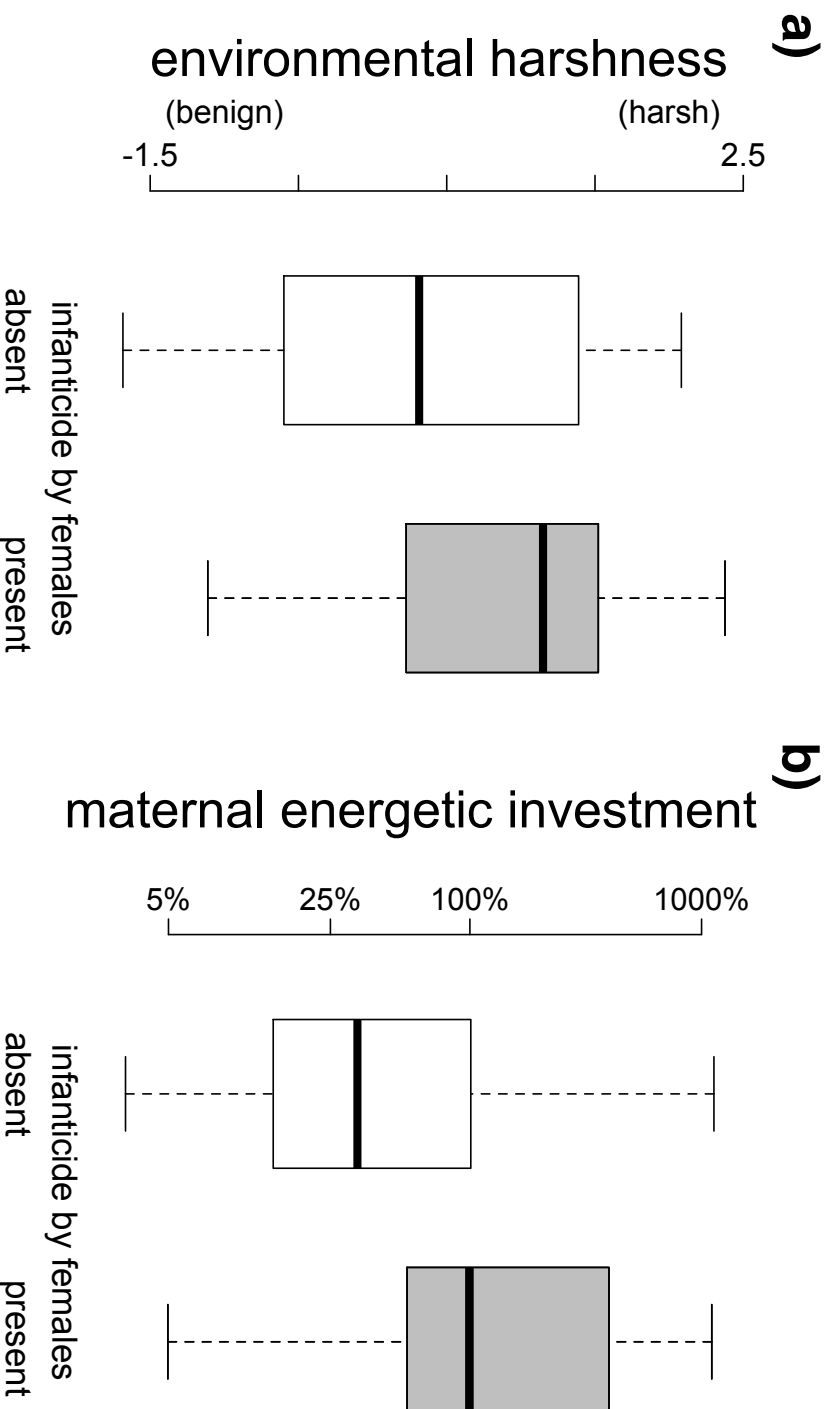 a)
environmental harshness
(benign)
(harsh)
-1.5
2.5
absent
present
infanticide by females
b)
maternal energetic investment
5%
25%
100%
1000%
absent
present
infanticide by females